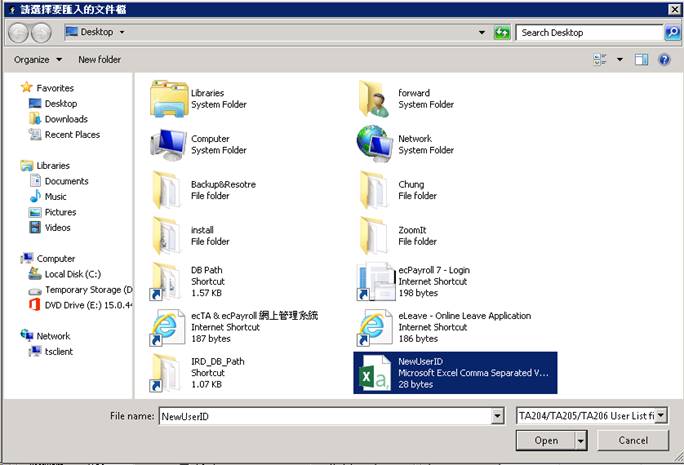 請選擇要匯入的文件檔
Desktop
Search Desktop
Organize
New folder
Favorites
Desktop
Downloads
Recent Places
Libraries
Documents
Music
Pictures
Videos
Computer
Local Disk (C:)
Temporary Storage (D
DVD Drive (E:) 15.0.44
Network
tsclient
Libraries
System Folder
forward
System Folder
Computer
System Folder
Network
System Folder
Backup&Resotre
File folder
Chung
File folder
install
File folder
ZoomIt
File folder
DB Path
Shortcut
1.57 KB
ecPayroll 7 - Login
Internet Shortcut
198 bytes
ecTA & ecPayroll 網上管理系統
Internet Shortcut
187 bytes
eLeave - Online Leave Application
Internet Shortcut
186 bytes
IRD_DB_Path
Shortcut
1.07 KB
NewUserID
Microsoft Excel Comma Separated V...
28 bytes
File name:
NewUserID
TA204/TA205/TA206 User List fi
Open
Cancel